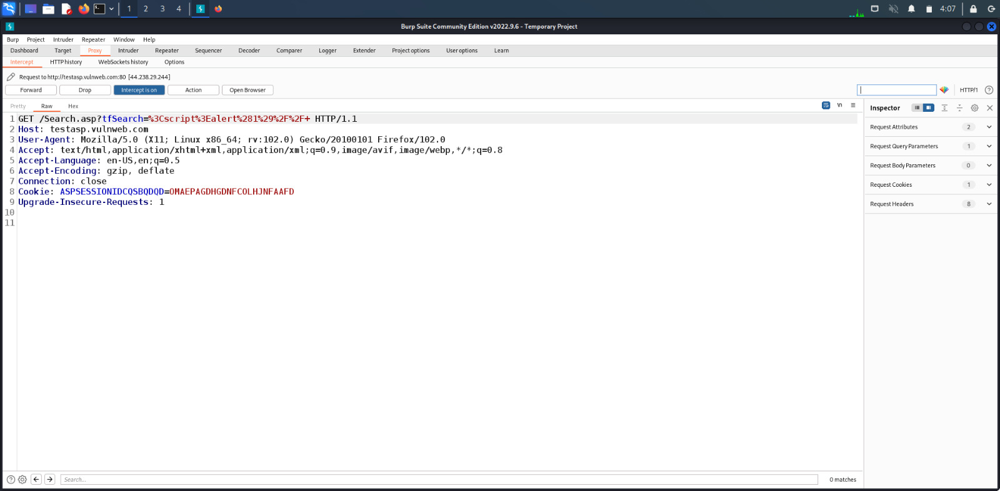 1 2 3 4 4:07
Burp Suite Community Edition v2022.9.6 - Temporary Project
Burp Project Intruder Repeater Window Help
Dashboard Target Proxy Intruder Repeater Sequencer Decoder Comparer Logger Extender Project options User options Learn
Intercept HTTP history WebSockets history Options
Request to http://testasp.vulnweb.com:80 [44.238.29.244]
Forward Drop Intercept is on Action Open Browser HTTP/1
Pretty Raw Hex \n
1 GET /Search.asp?tfSearch=%3Cscript%3Ealert%281%29%2F%2F+ HTTP/1.1
2 Host: testasp.vulnweb.com
3 User-Agent: Mozilla/5.0 (X11; Linux x86_64; rv:102.0) Gecko/20100101 Firefox/102.0
4 Accept: text/html,application/xhtml+xml,application/xml;q=0.9,image/avif,image/webp,*/*;q=0.8
5 Accept-Language: en-US,en;q=0.5
6 Accept-Encoding: gzip, deflate
7 Connection: close
8 Cookie: ASPSESSIONIDCQSBQDQD=OMAEPAGDHGDNFCOLHJNFAAFD
9 Upgrade-Insecure-Requests: 1
10
11
Inspector
Request Attributes 2
Request Query Parameters 1
Request Body Parameters 0
Request Cookies 1
Request Headers 8
Search... 0 matches